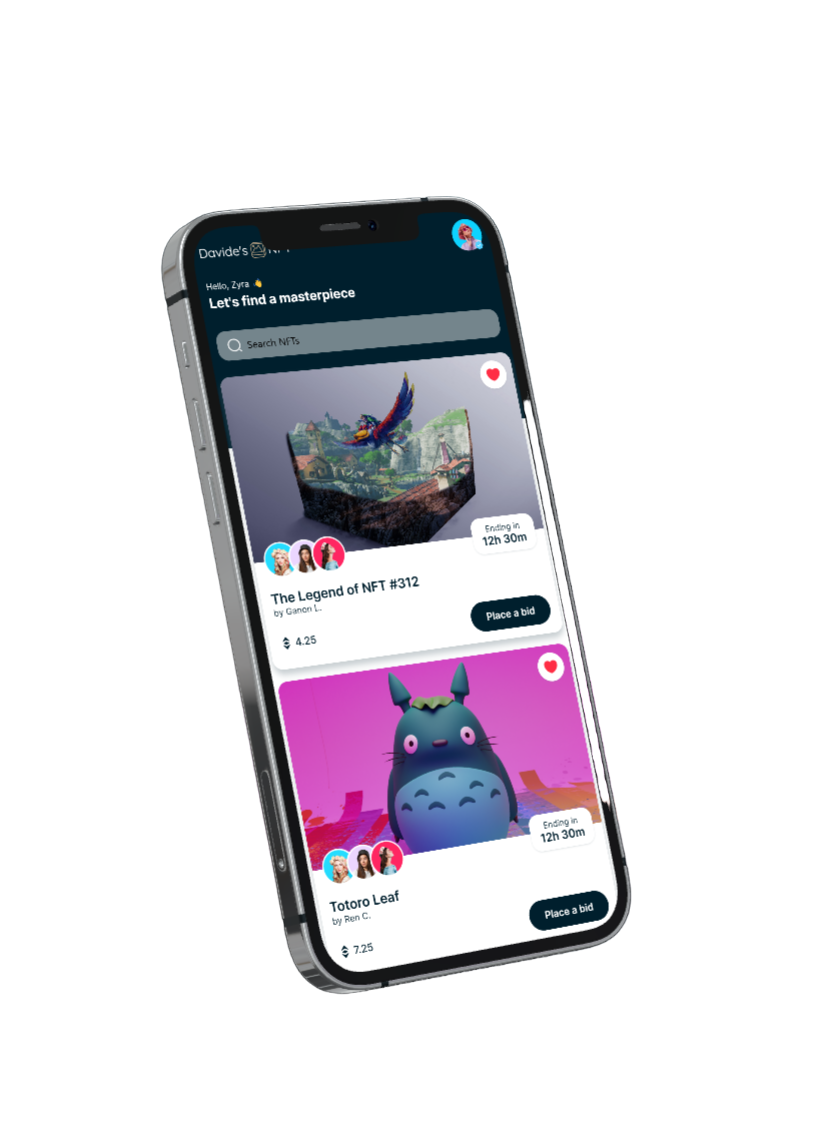 Davide's
Hello, Zyra 👋
Let's find a masterpiece
Search NFTs
Ending in
12h 30m
The Legend of NFT #312
by Ganon L.
4.25
Place a bid
Ending in
12h 30m
Totoro Leaf
by Ren C.
7.25
Place a bid